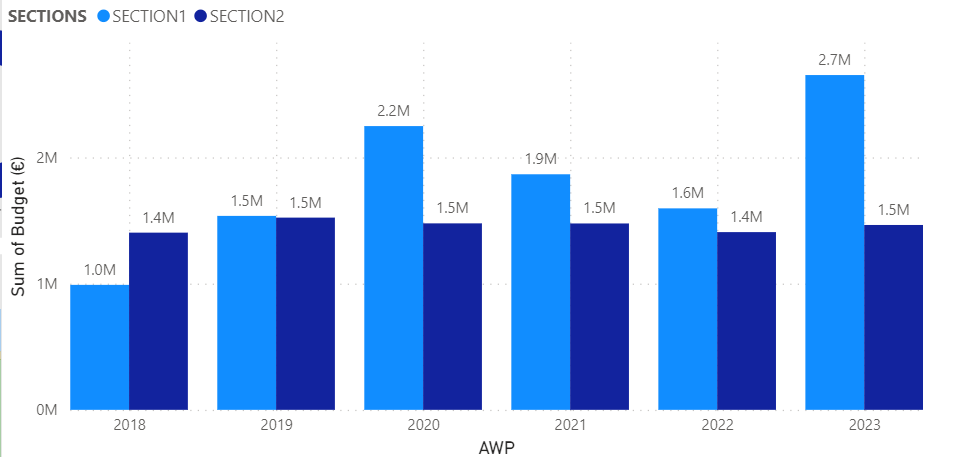 SECTIONS SECTION1 SECTION2
Sum of Budget (€)
2M
1M
0M
1.0M
1.4M
1.5M
1.5M
2.2M
1.5M
1.9M
1.5M
1.6M
1.4M
2.7M
1.5M
2018 2019 2020 2021 2022 2023
AWP